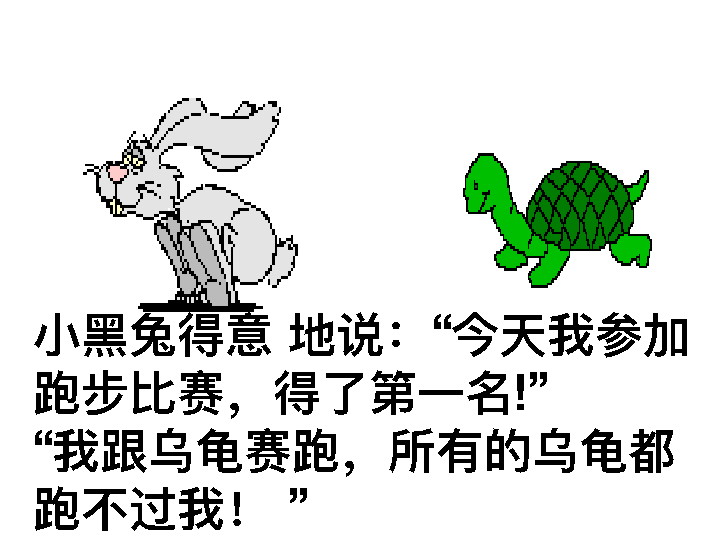 小黑兔得意 地说：“今天我参加
跑步比赛，得了第一名!”
“我跟乌龟赛跑，所有的乌龟都
跑不过我！ ”